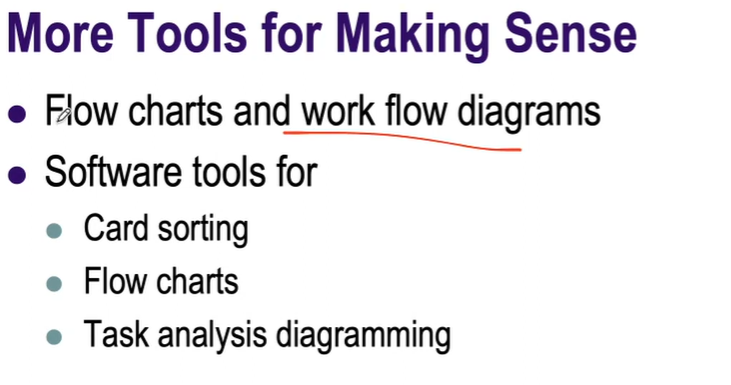 More Tools for Making Sense
Flow charts and work flow diagrams
Software tools for
Card sorting
Flow charts
Task analysis diagramming